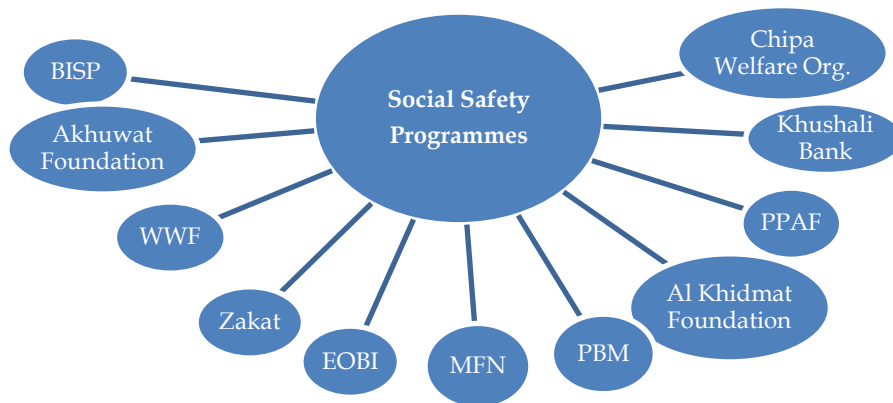 Social Safety
Programmes
BISP
Akhuwat
Foundation
WWF
Zakat
EOBI
MFN
PBM
Al Khidmat
Foundation
PPAF
Khushali
Bank
Chipa
Welfare Org.